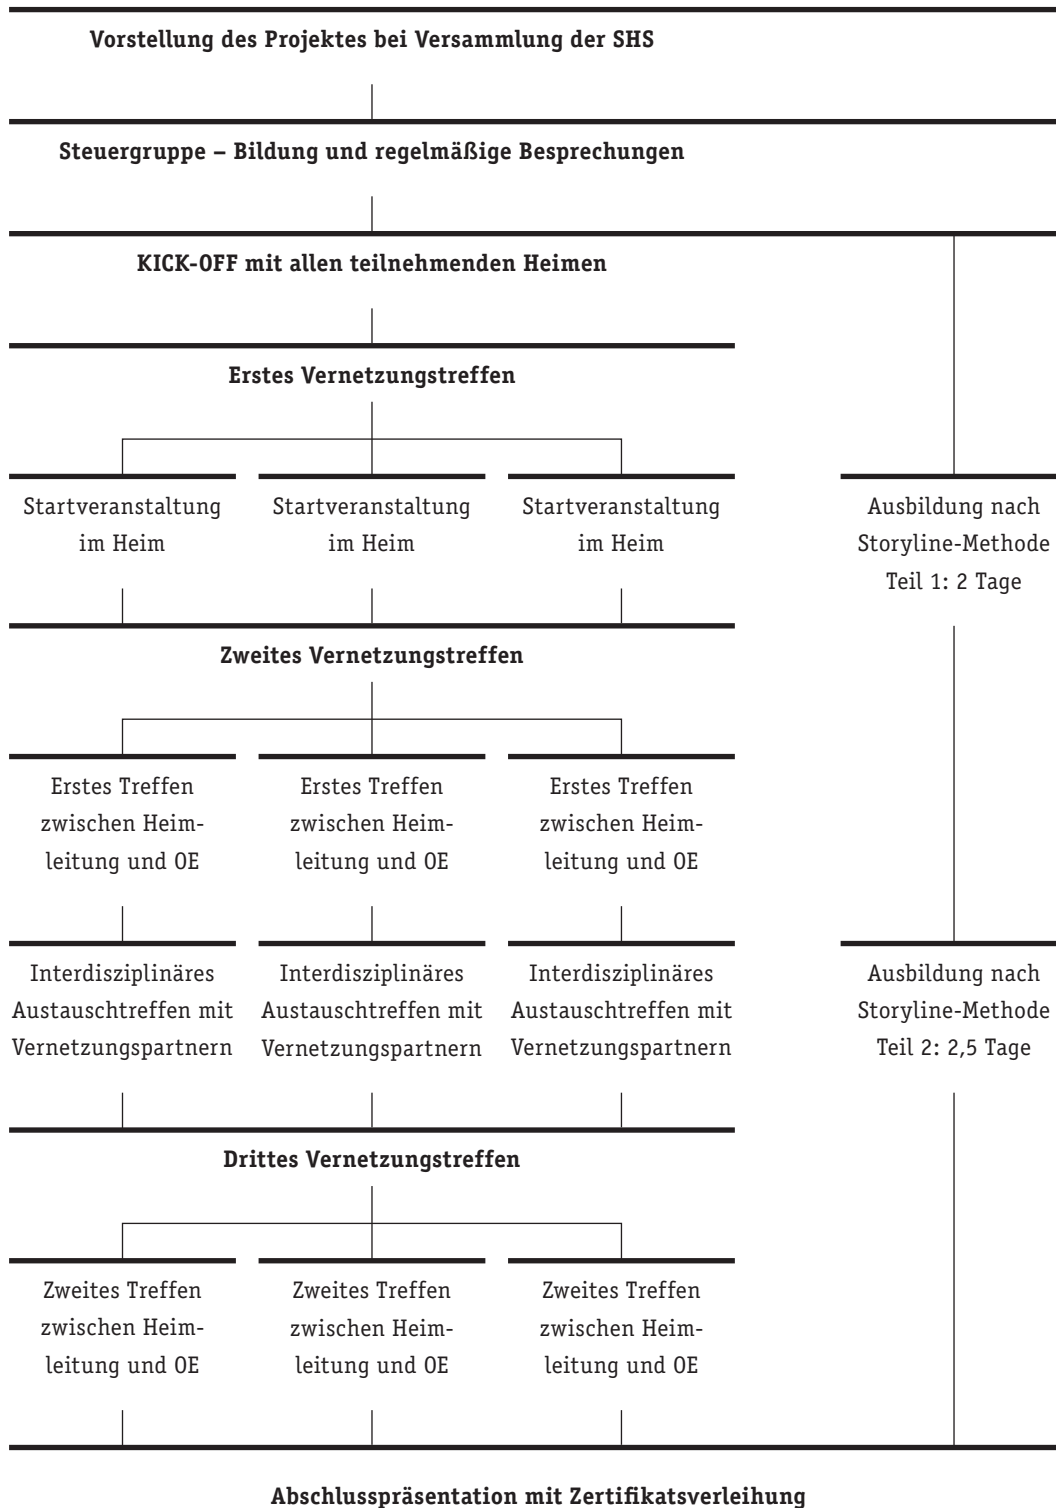 Vorstellung des Projektes bei Versammlung der SHS
Steuergruppe – Bildung und regelmäßige Besprechungen
KICK-OFF mit allen teilnehmenden Heimen
Erstes Vernetzungstreffen
Startveranstaltung
im Heim
Startveranstaltung
im Heim
Startveranstaltung
im Heim
Ausbildung nach
Storyline-Methode
Teil 1: 2 Tage
Zweites Vernetzungstreffen
Erstes Treffen
zwischen Heim-
leitung und OE
Erstes Treffen
zwischen Heim-
leitung und OE
Erstes Treffen
zwischen Heim-
leitung und OE
Interdisziplinäres
Austauschtreffen mit
Vernetzungspartnern
Interdisziplinäres
Austauschtreffen mit
Vernetzungspartnern
Interdisziplinäres
Austauschtreffen mit
Vernetzungspartnern
Ausbildung nach
Storyline-Methode
Teil 2: 2,5 Tage
Drittes Vernetzungstreffen
Zweites Treffen
zwischen Heim-
leitung und OE
Zweites Treffen
zwischen Heim-
leitung und OE
Zweites Treffen
zwischen Heim-
leitung und OE
Abschlusspräsentation mit Zertifikatsverleihung